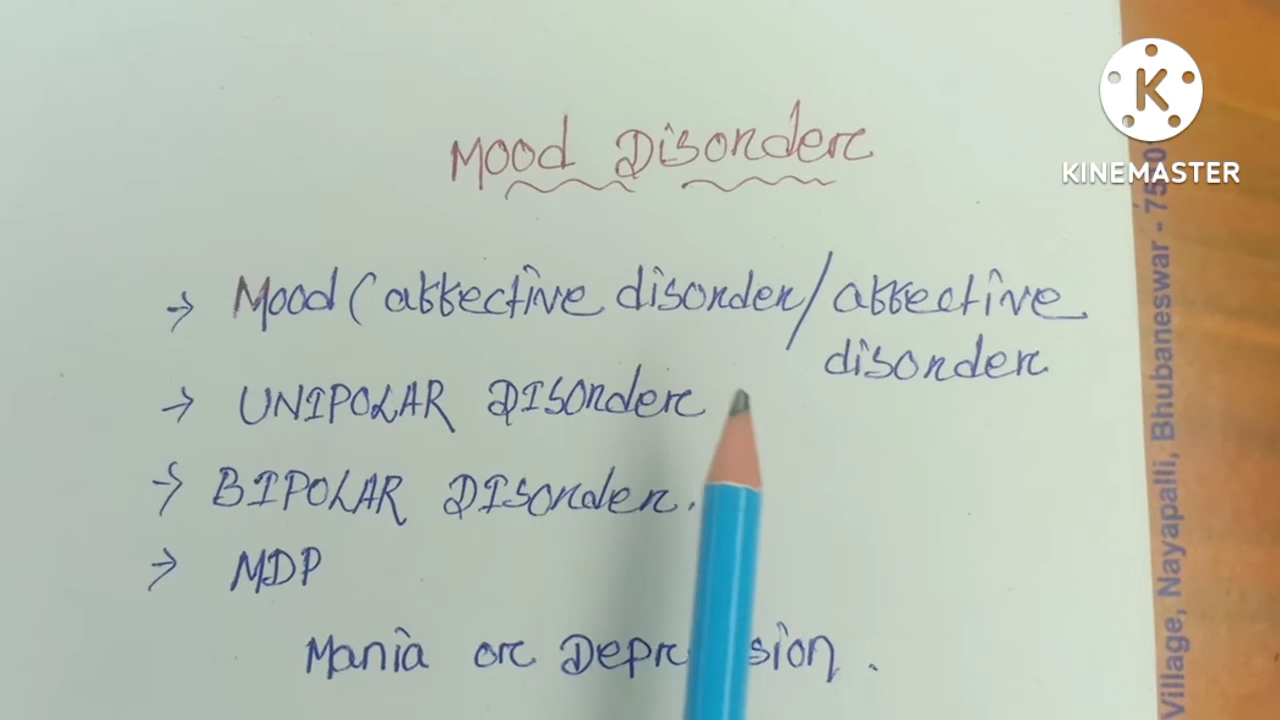 Mood Disorder
→ Mood (affective disorder / affective
disorder
→ UNIPOLAR DISorder
→ BIPOLAR DISorder.
→ MDP
Mania or Depr sion.
K
KINEMASTER
Village, Nayapalli, Bhubaneswar - 750